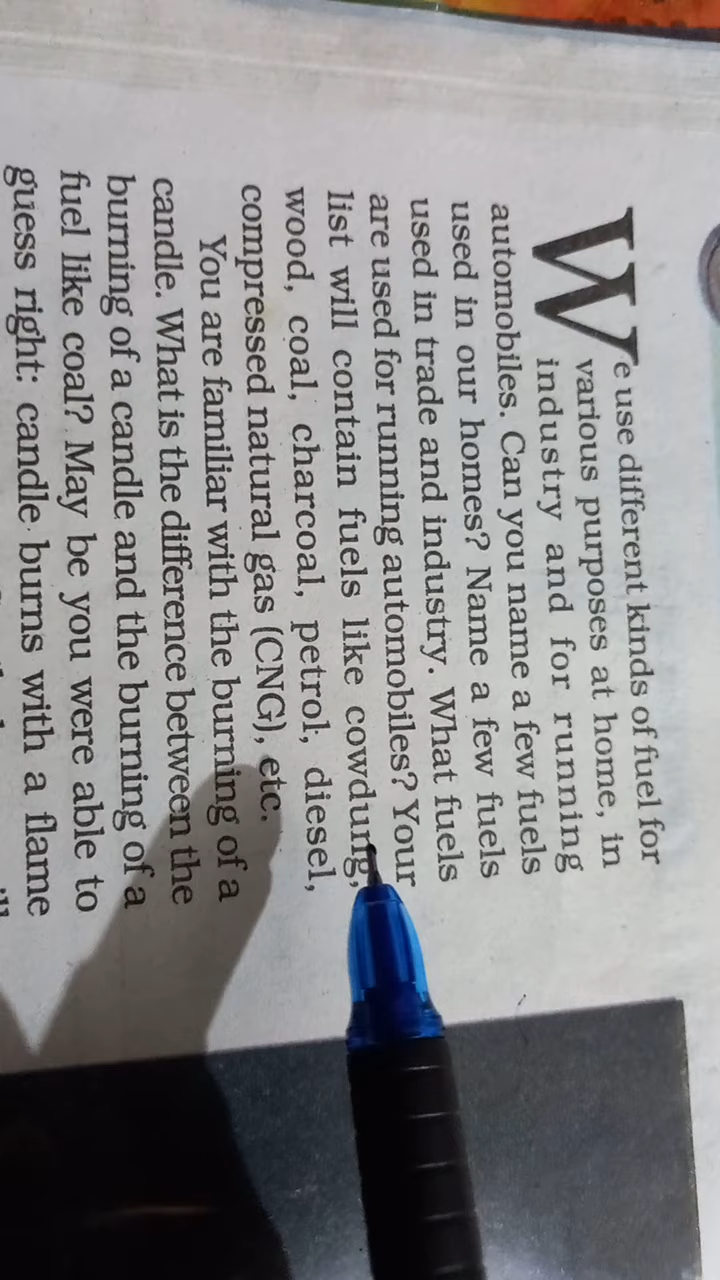 We use different kinds of fuel for
various purposes at home, in
industry and for running
automobiles. Can you name a few fuels
used in our homes? Name a few fuels
used in trade and industry. What fuels
are used for running automobiles? Your
list will contain fuels like cowdung,
wood, coal, charcoal, petrol, diesel,
compressed natural gas (CNG), etc.
You are familiar with the burning of a
candle. What is the difference between the
burning of a candle and the burning of a
fuel like coal? May be you were able to
guess right: candle burns with a flame